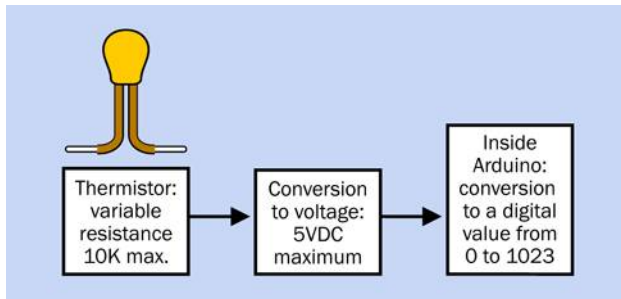 Thermistor:
variable
resistance
10K max.
Conversion
to voltage:
5VDC
maximum
Inside
Arduino:
conversion
to a digital
value from
0 to 1023